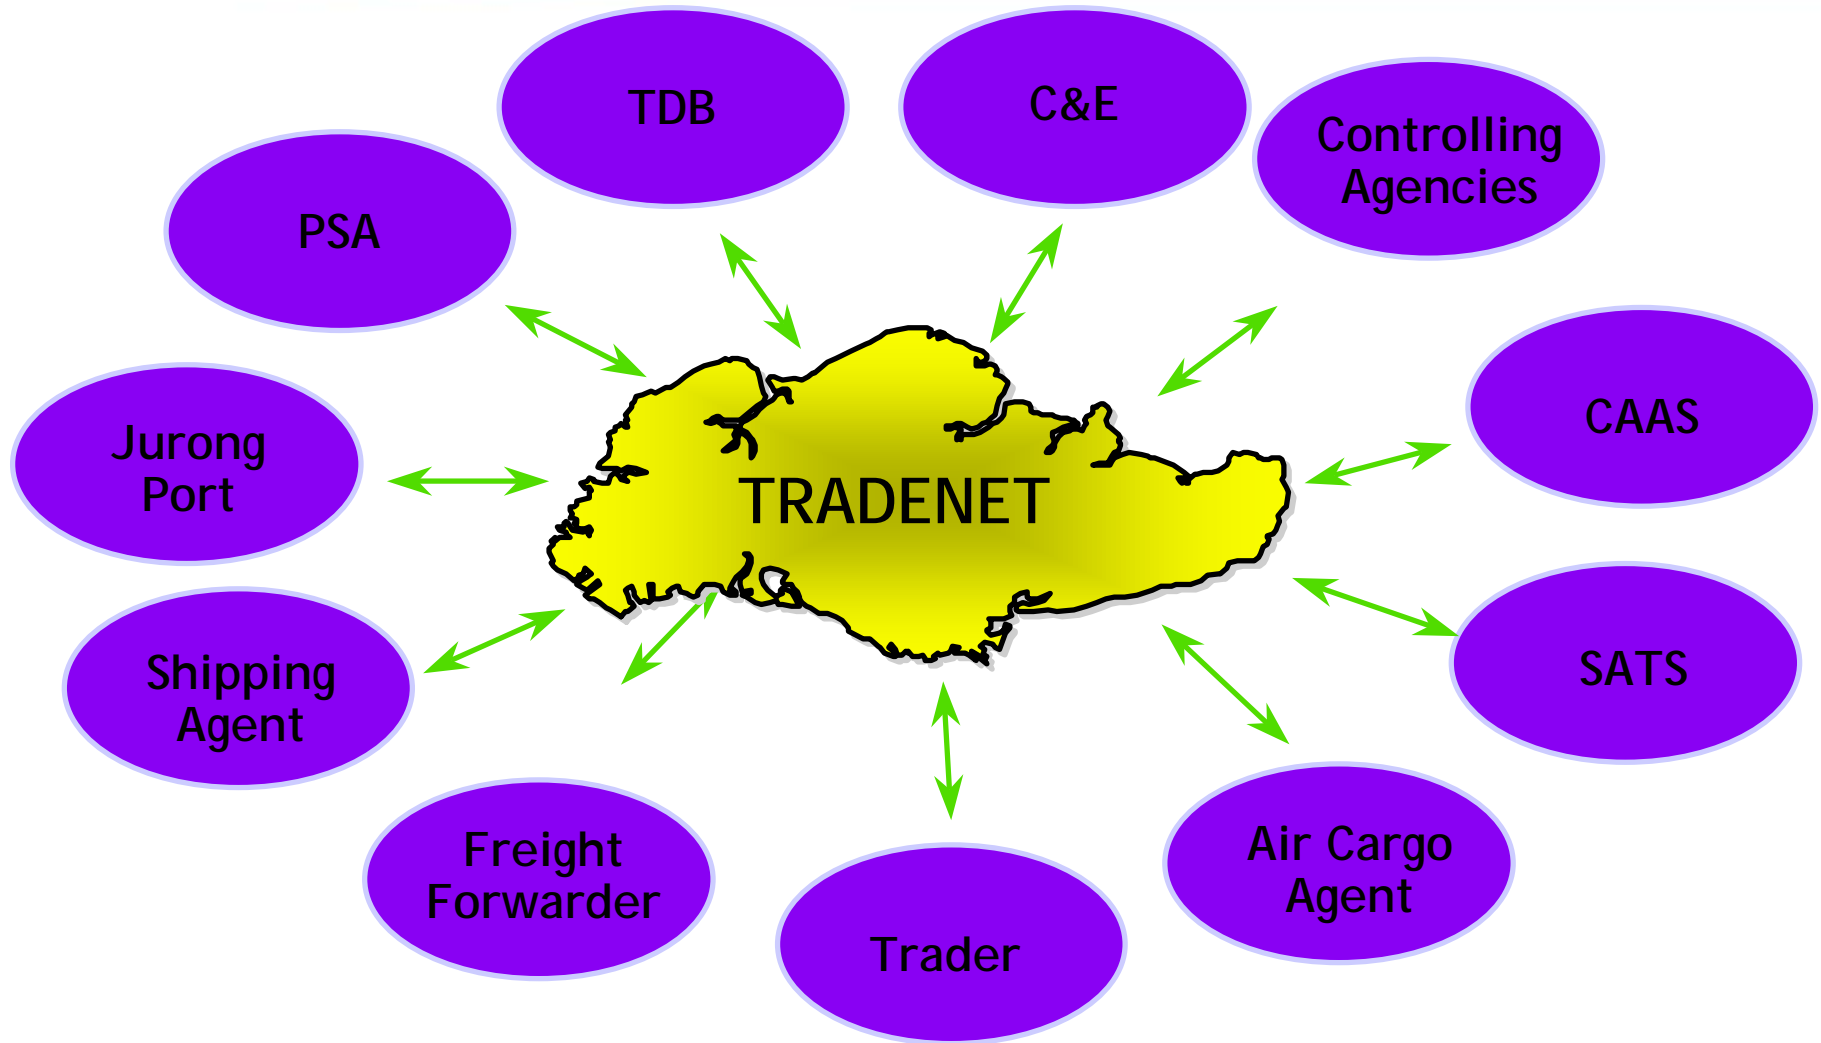 TDB
C&E
Controlling
Agencies
PSA
CAAS
Jurong
Port
TRADENET
Shipping
Agent
SATS
Freight
Forwarder
Air Cargo
Agent
Trader